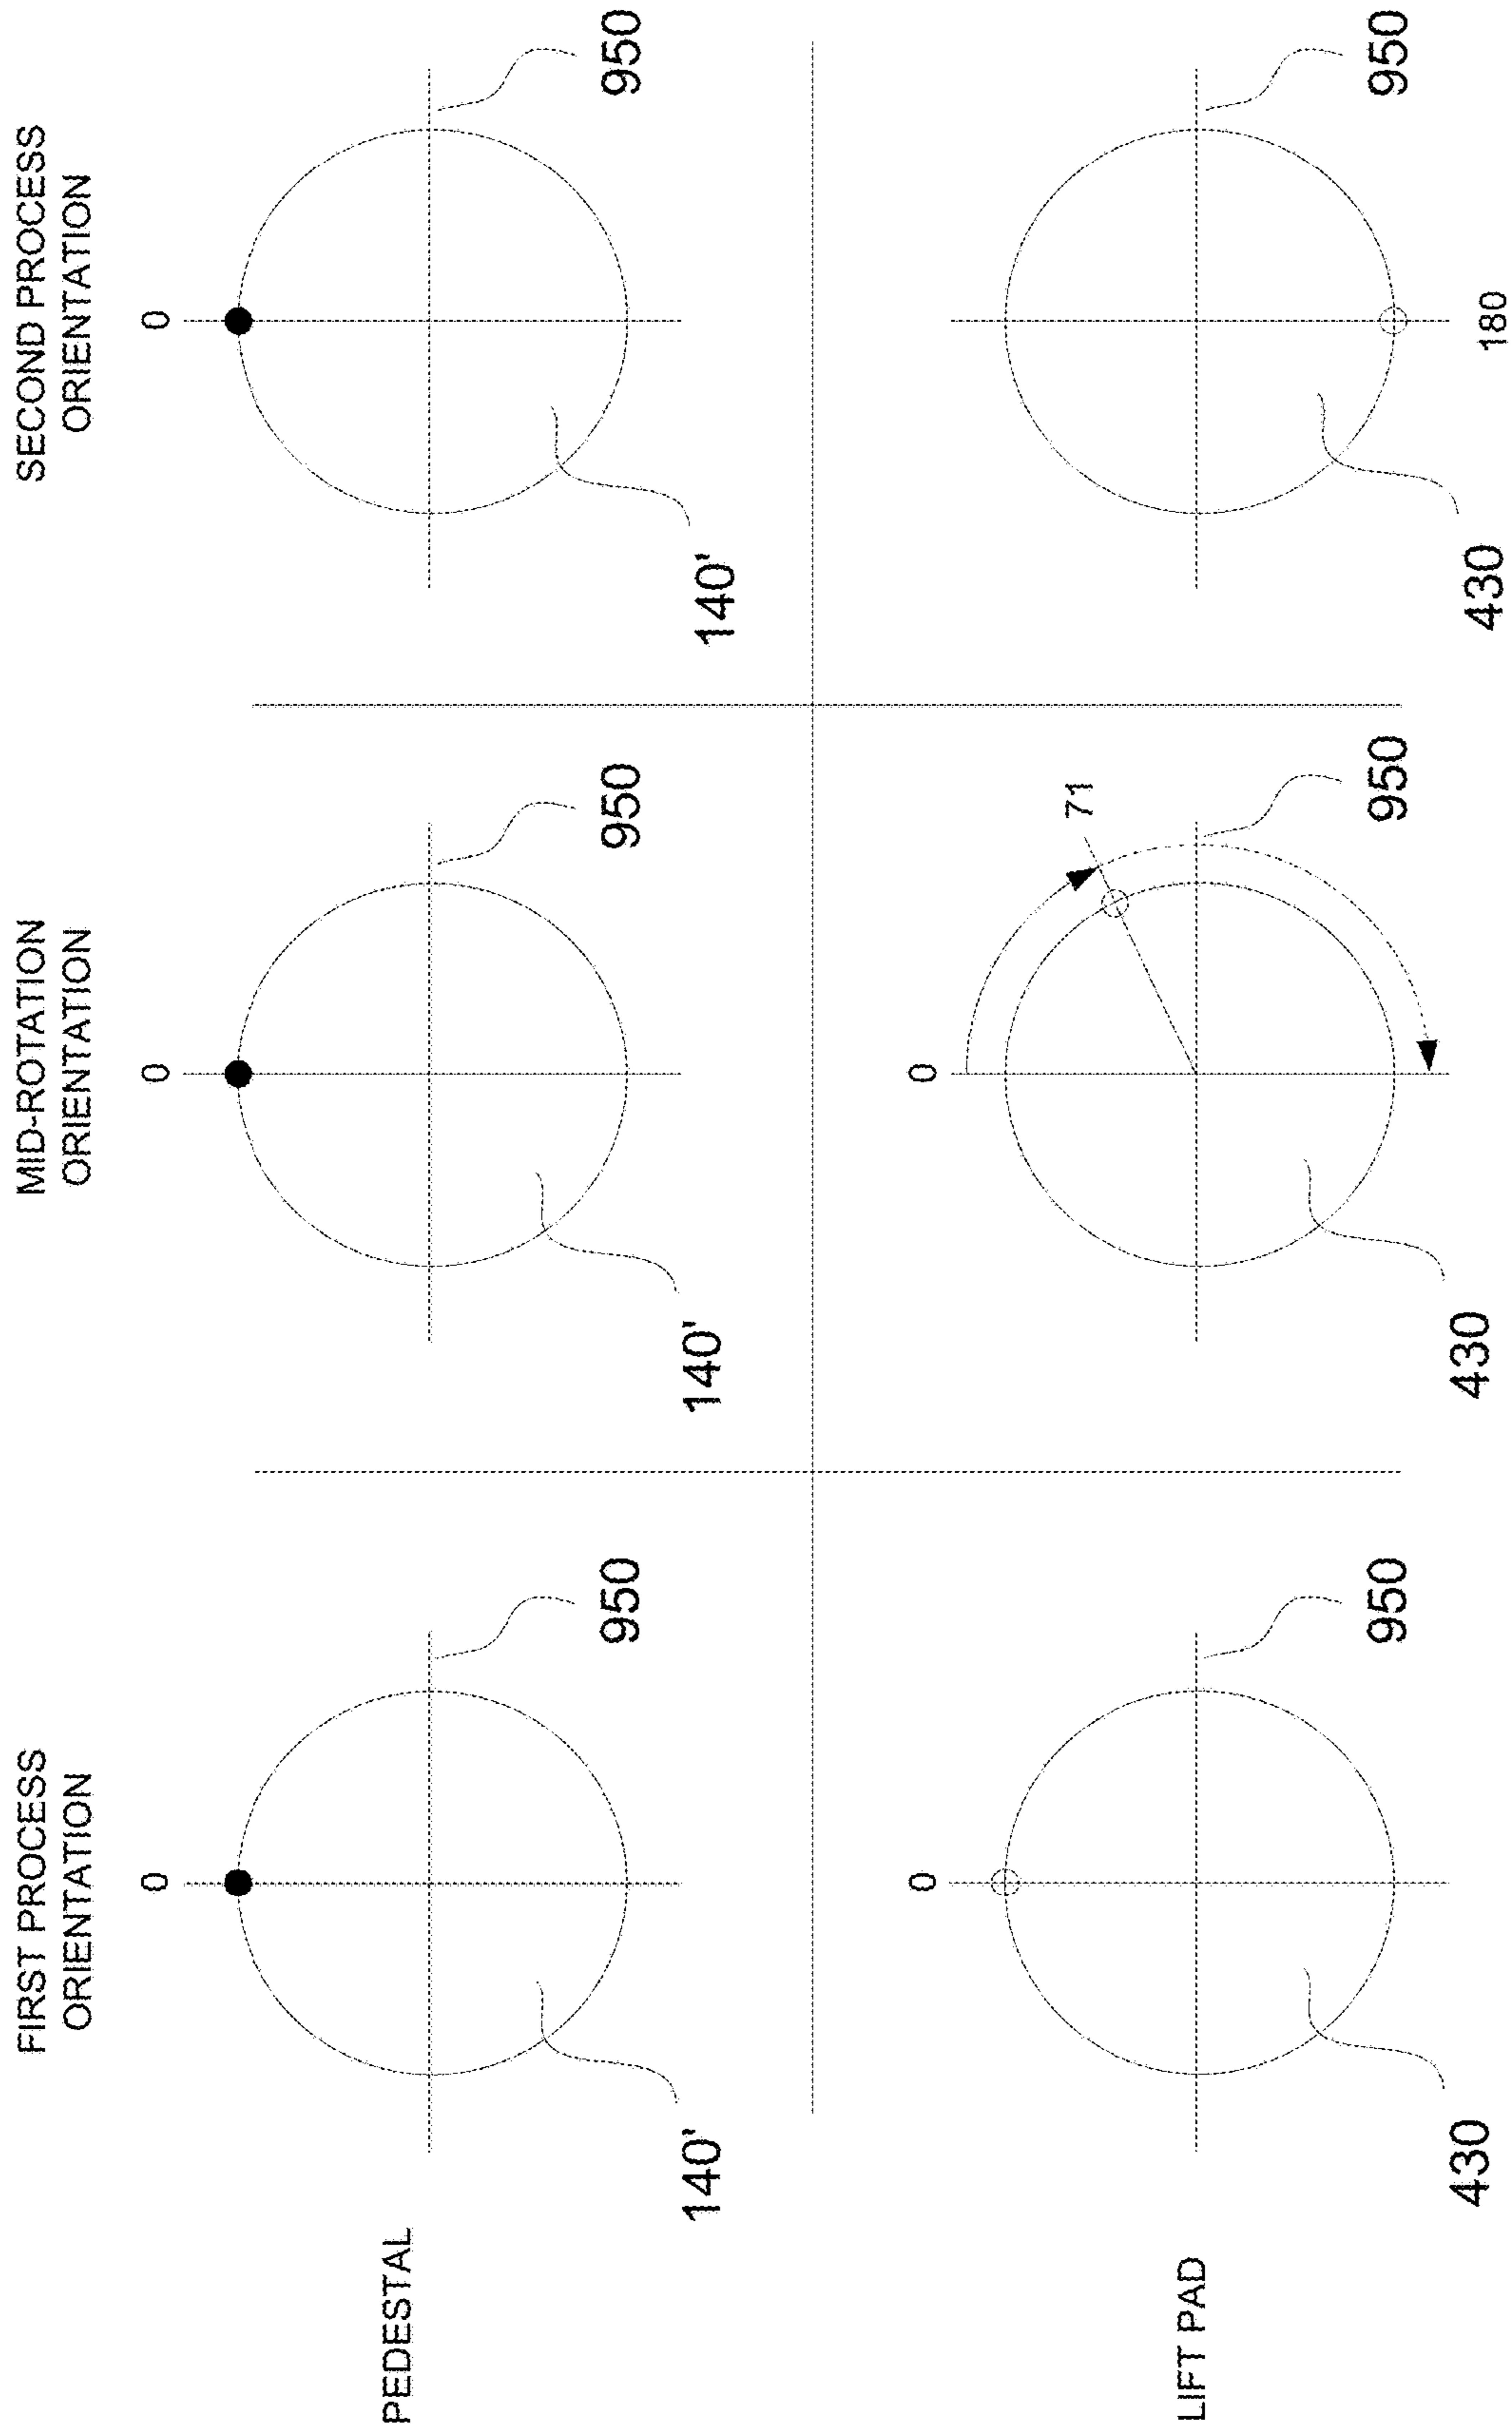 FIRST PROCESS
ORIENTATION
MID-ROTATION
ORIENTATION
SECOND PROCESS
ORIENTATION
PEDESTAL
0
950
140'
0
950
140'
0
950
140'
LIFT PAD
0
950
430
0
71
950
430
950
430
180